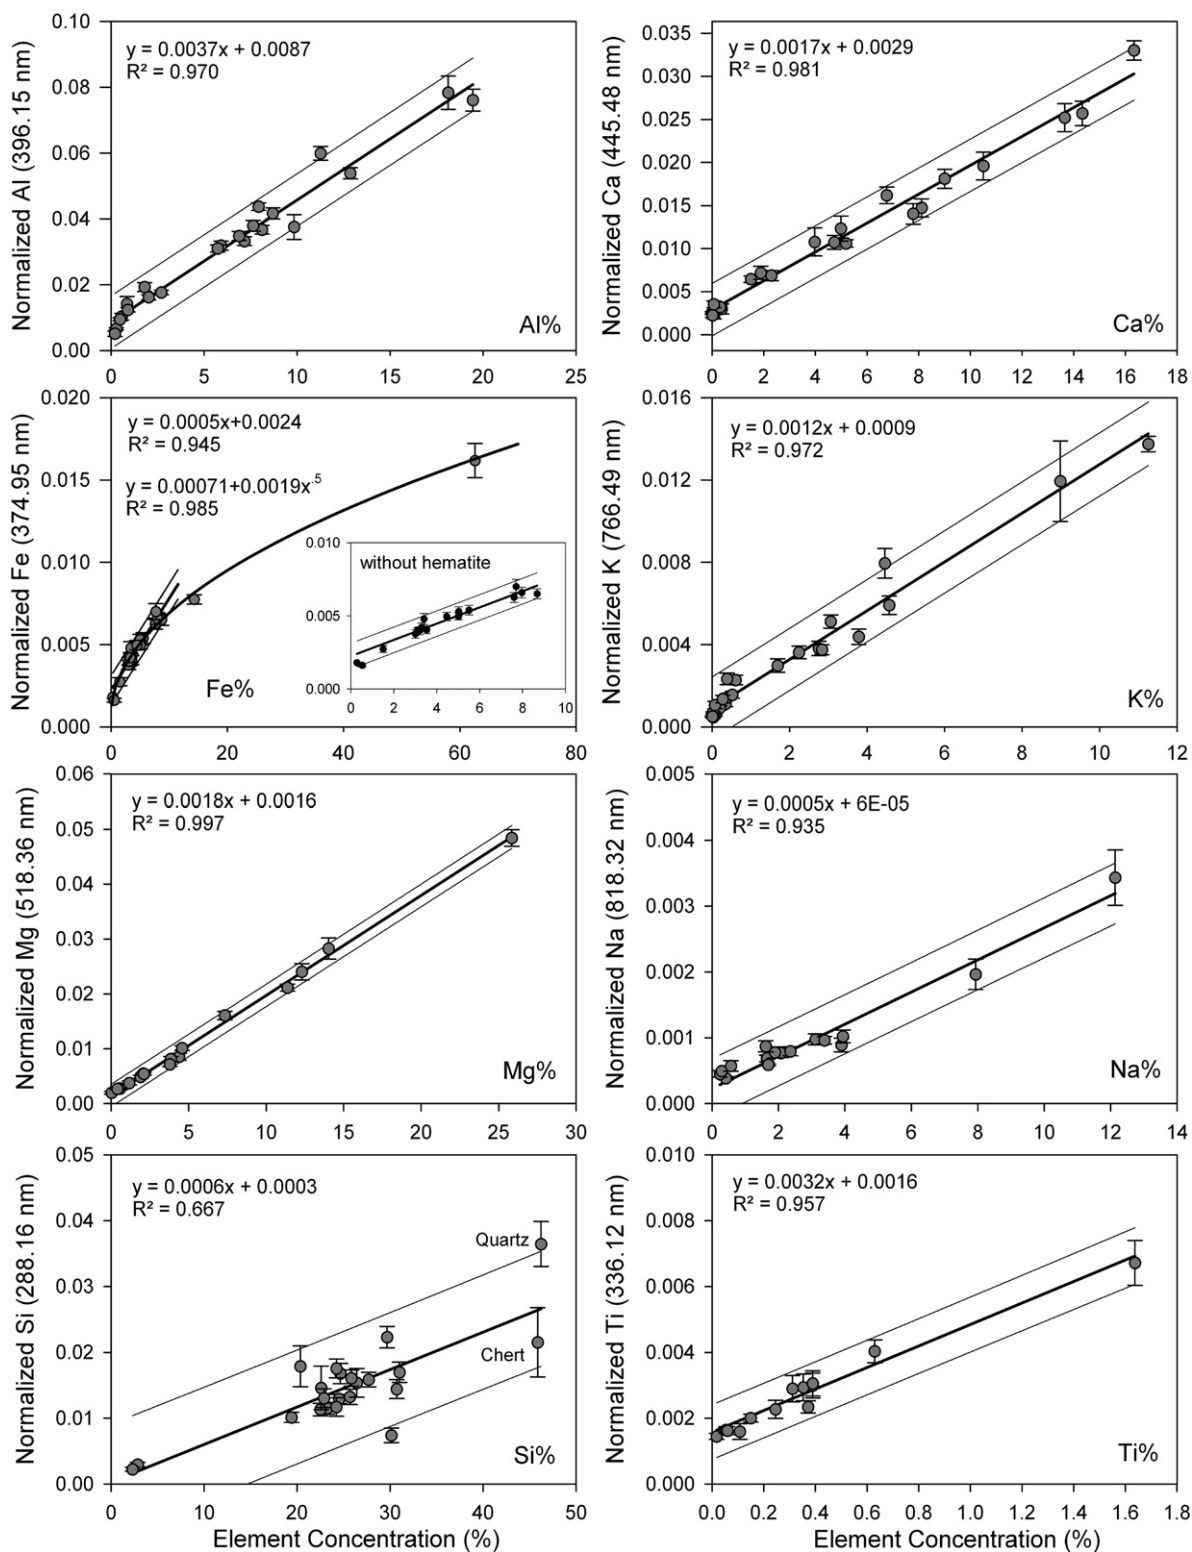 Normalized Al (396.15 nm)
0.10
0.08
0.06
0.04
0.02
0.00
y = 0.0037x + 0.0087
R² = 0.970
Al%
0 5 10 15 20 25
Normalized Ca (445.48 nm)
0.035
0.030
0.025
0.020
0.015
0.010
0.005
0.000
y = 0.0017x + 0.0029
R² = 0.981
Ca%
0 2 4 6 8 10 12 14 16 18
Normalized Fe (374.95 nm)
0.020
0.015
0.010
0.005
0.000
y = 0.0005x+0.0024
R² = 0.945
y = 0.00071+0.0019x^.5
R² = 0.985
Fe%
0 20 40 60 80
0.010
0.005
0.000
without hematite
0 2 4 6 8 10
Normalized K (766.49 nm)
0.016
0.012
0.008
0.004
0.000
y = 0.0012x + 0.0009
R² = 0.972
K%
0 2 4 6 8 10 12
Normalized Mg (518.36 nm)
0.06
0.05
0.04
0.03
0.02
0.01
0.00
y = 0.0018x + 0.0016
R² = 0.997
Mg%
0 5 10 15 20 25 30
Normalized Na (818.32 nm)
0.005
0.004
0.003
0.002
0.001
0.000
y = 0.0005x + 6E-05
R² = 0.935
Na%
0 2 4 6 8 10 12 14
Normalized Si (288.16 nm)
0.05
0.04
0.03
0.02
0.01
0.00
y = 0.0006x + 0.0003
R² = 0.667
Quartz
Chert
Si%
0 10 20 30 40 50
Element Concentration (%)
Normalized Ti (336.12 nm)
0.010
0.008
0.006
0.004
0.002
0.000
y = 0.0032x + 0.0016
R² = 0.957
Ti%
0.0 0.2 0.4 0.6 0.8 1.0 1.2 1.4 1.6 1.8
Element Concentration (%)